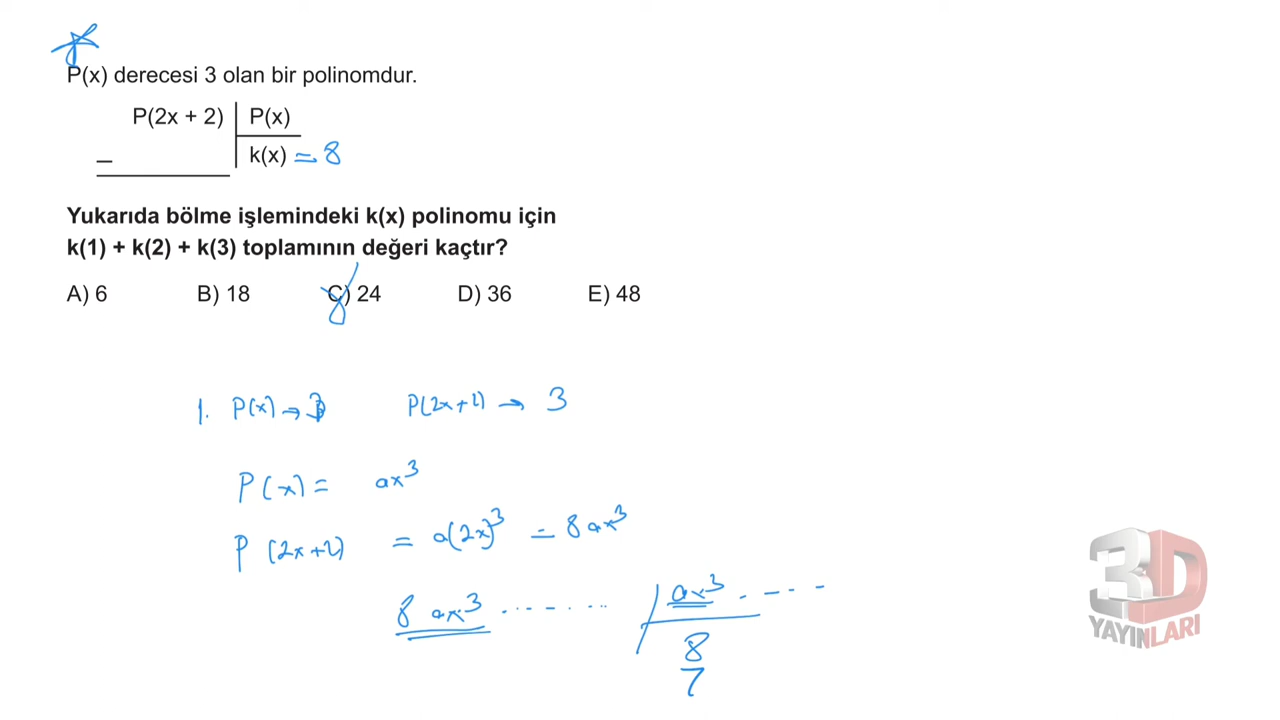 P(x) derecesi 3 olan bir polinomdur.
P(2x + 2) P(x)
k(x) = 8
Yukarıda bölme işlemindeki k(x) polinomu için
k(1) + k(2) + k(3) toplamının değeri kaçtır?
A) 6 B) 18 C) 24 D) 36 E) 48
1. P(x) → 3 P(2x+2) → 3
P(x) = ax³
P(2x+2) = a(2x)³ = 8ax³
8ax³ ....... ax³ . - - - -
8
7
3D
YAYINLARI